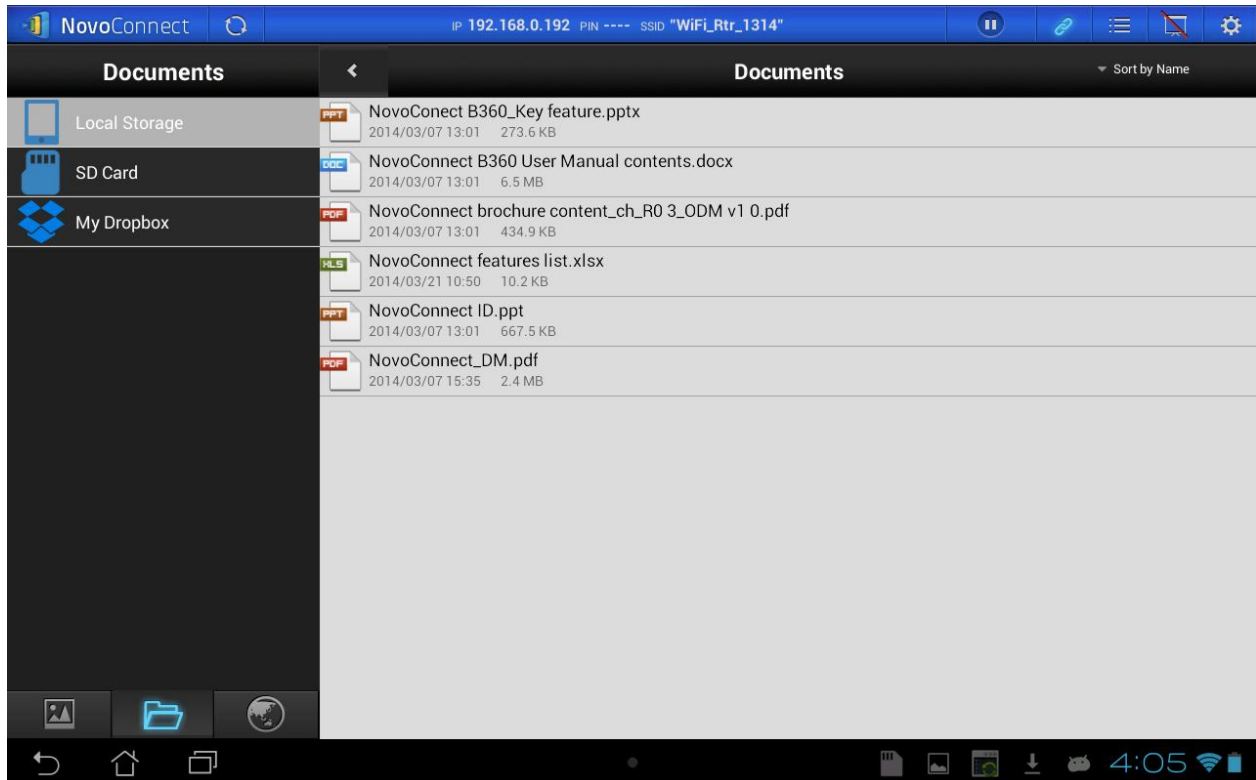 NovoConnect
IP 192.168.0.192 PIN ---- SSID "WiFi_Rtr_1314"
Documents
Documents
Sort by Name
Local Storage
SD Card
My Dropbox
PPT
NovoConect B360_Key feature.pptx
2014/03/07 13:01 273.6 KB
DOC
NovoConnect B360 User Manual contents.docx
2014/03/07 13:01 6.5 MB
PDF
NovoConnect brochure content_ch_R0 3_ODM v1 0.pdf
2014/03/07 13:01 434.9 KB
XLS
NovoConnect features list.xlsx
2014/03/21 10:50 10.2 KB
PPT
NovoConnect ID.ppt
2014/03/07 13:01 667.5 KB
PDF
NovoConnect_DM.pdf
2014/03/07 15:35 2.4 MB
4:05